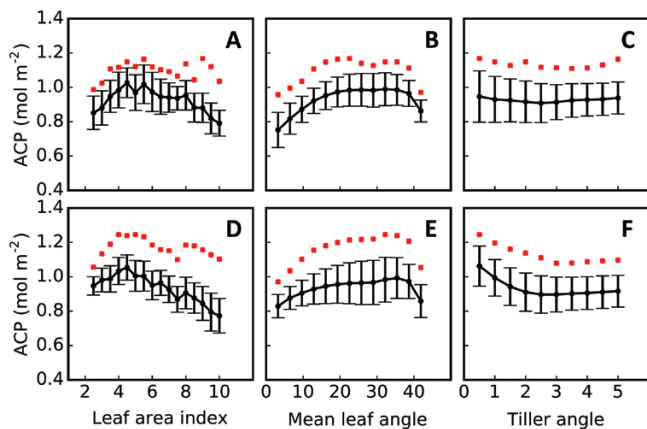 A B C
ACP (mol m⁻²)
1.4
1.2
1.0
0.8
0.6
0.4
D E F
ACP (mol m⁻²)
1.4
1.2
1.0
0.8
0.6
0.4
2 4 6 8 10 0 10 20 30 40 0 1 2 3 4 5
Leaf area index Mean leaf angle Tiller angle